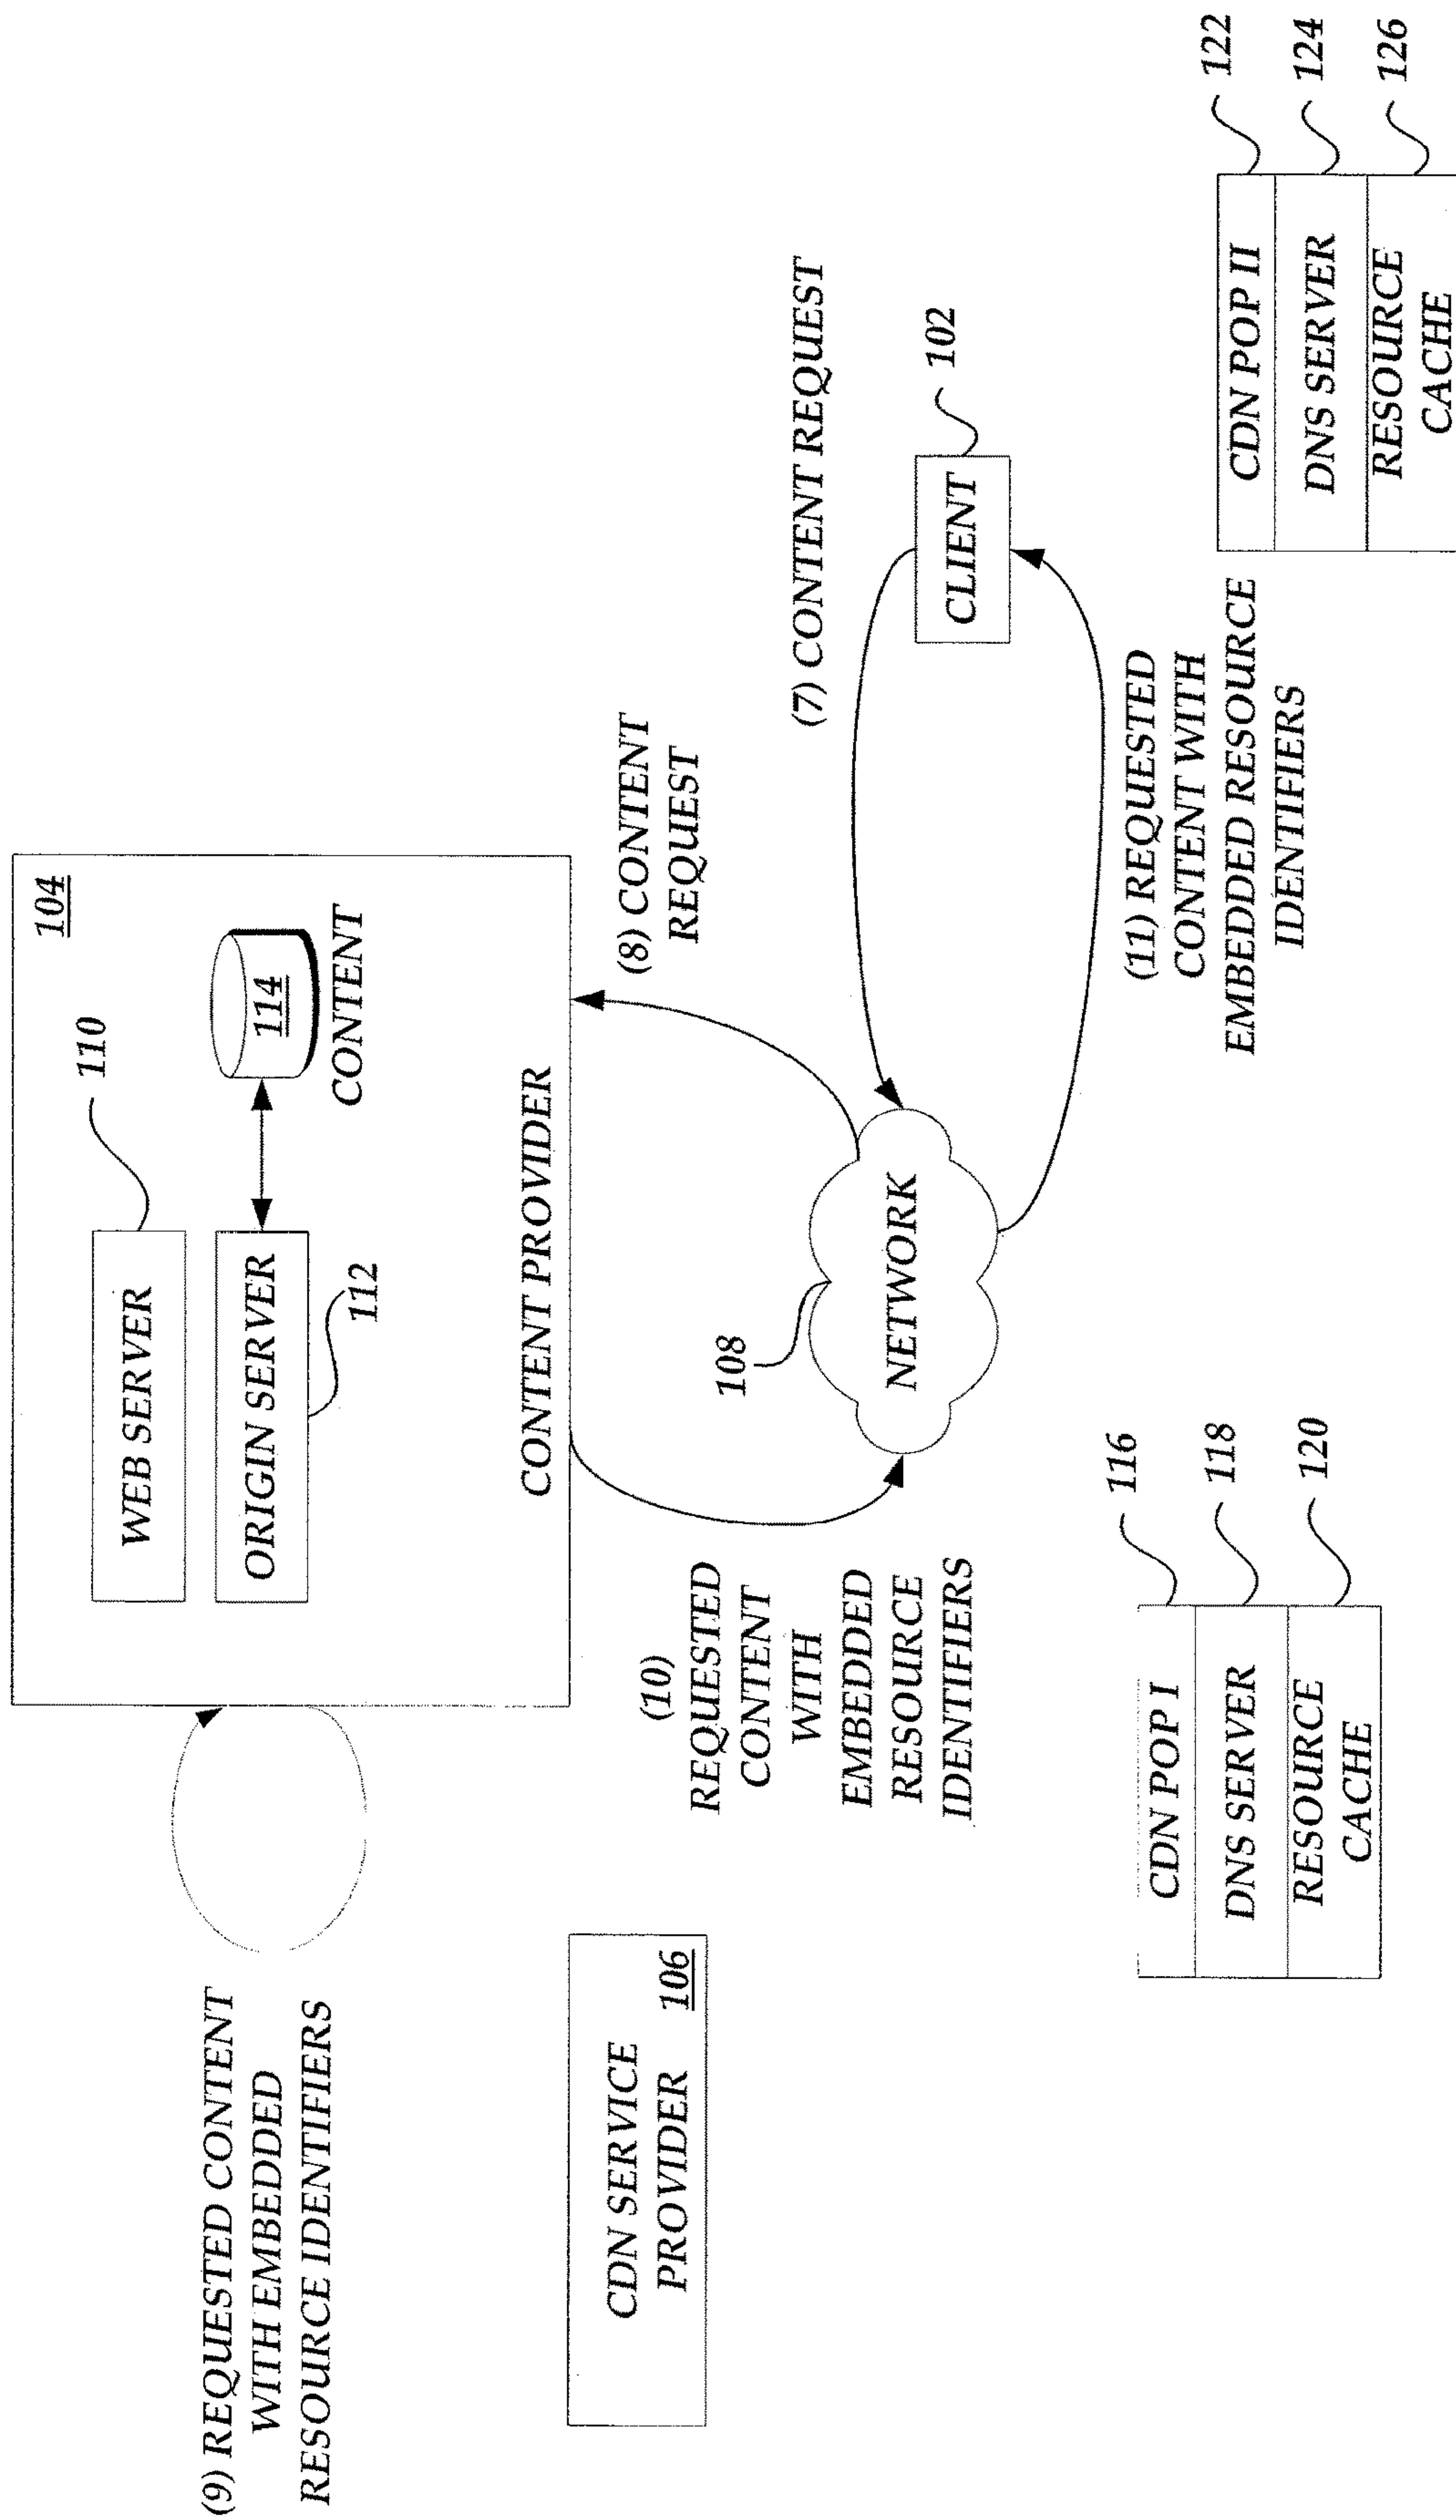 104
WEB SERVER
110
ORIGIN SERVER
112
114
CONTENT
CONTENT PROVIDER
(9) REQUESTED CONTENT
WITH EMBEDDED
RESOURCE IDENTIFIERS
CDN SERVICE
PROVIDER
106
(10)
REQUESTED
CONTENT
WITH
EMBEDDED
RESOURCE
IDENTIFIERS
108
NETWORK
(8) CONTENT
REQUEST
(7) CONTENT REQUEST
CLIENT
102
(11) REQUESTED
CONTENT WITH
EMBEDDED RESOURCE
IDENTIFIERS
CDN POP I
116
DNS SERVER
118
RESOURCE
CACHE
120
CDN POP II
122
DNS SERVER
124
RESOURCE
CACHE
126